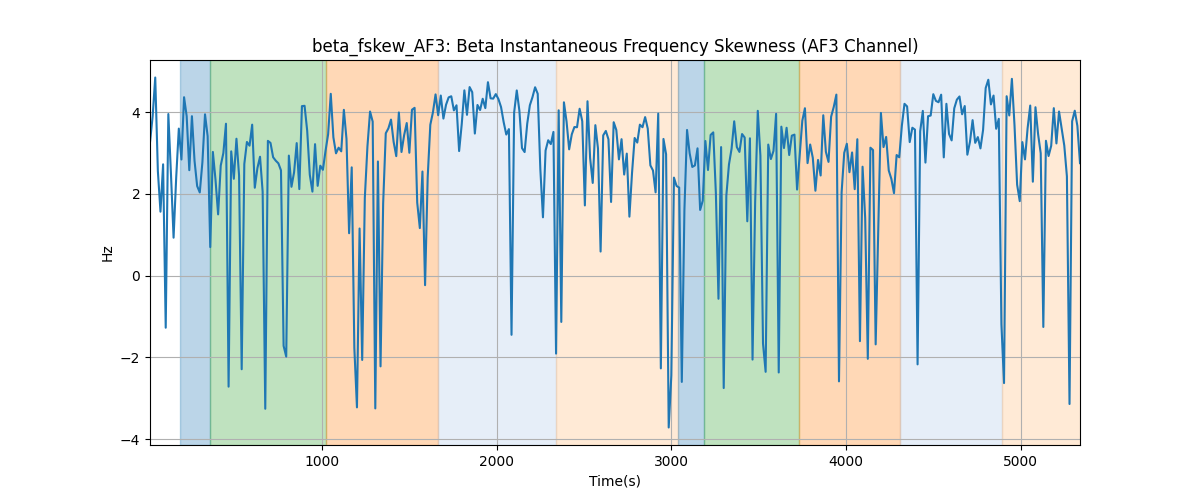 beta_fskew_AF3: Beta Instantaneous Frequency Skewness (AF3 Channel)
4
2
0
−2
−4
Hz
1000 2000 3000 4000 5000
Time(s)